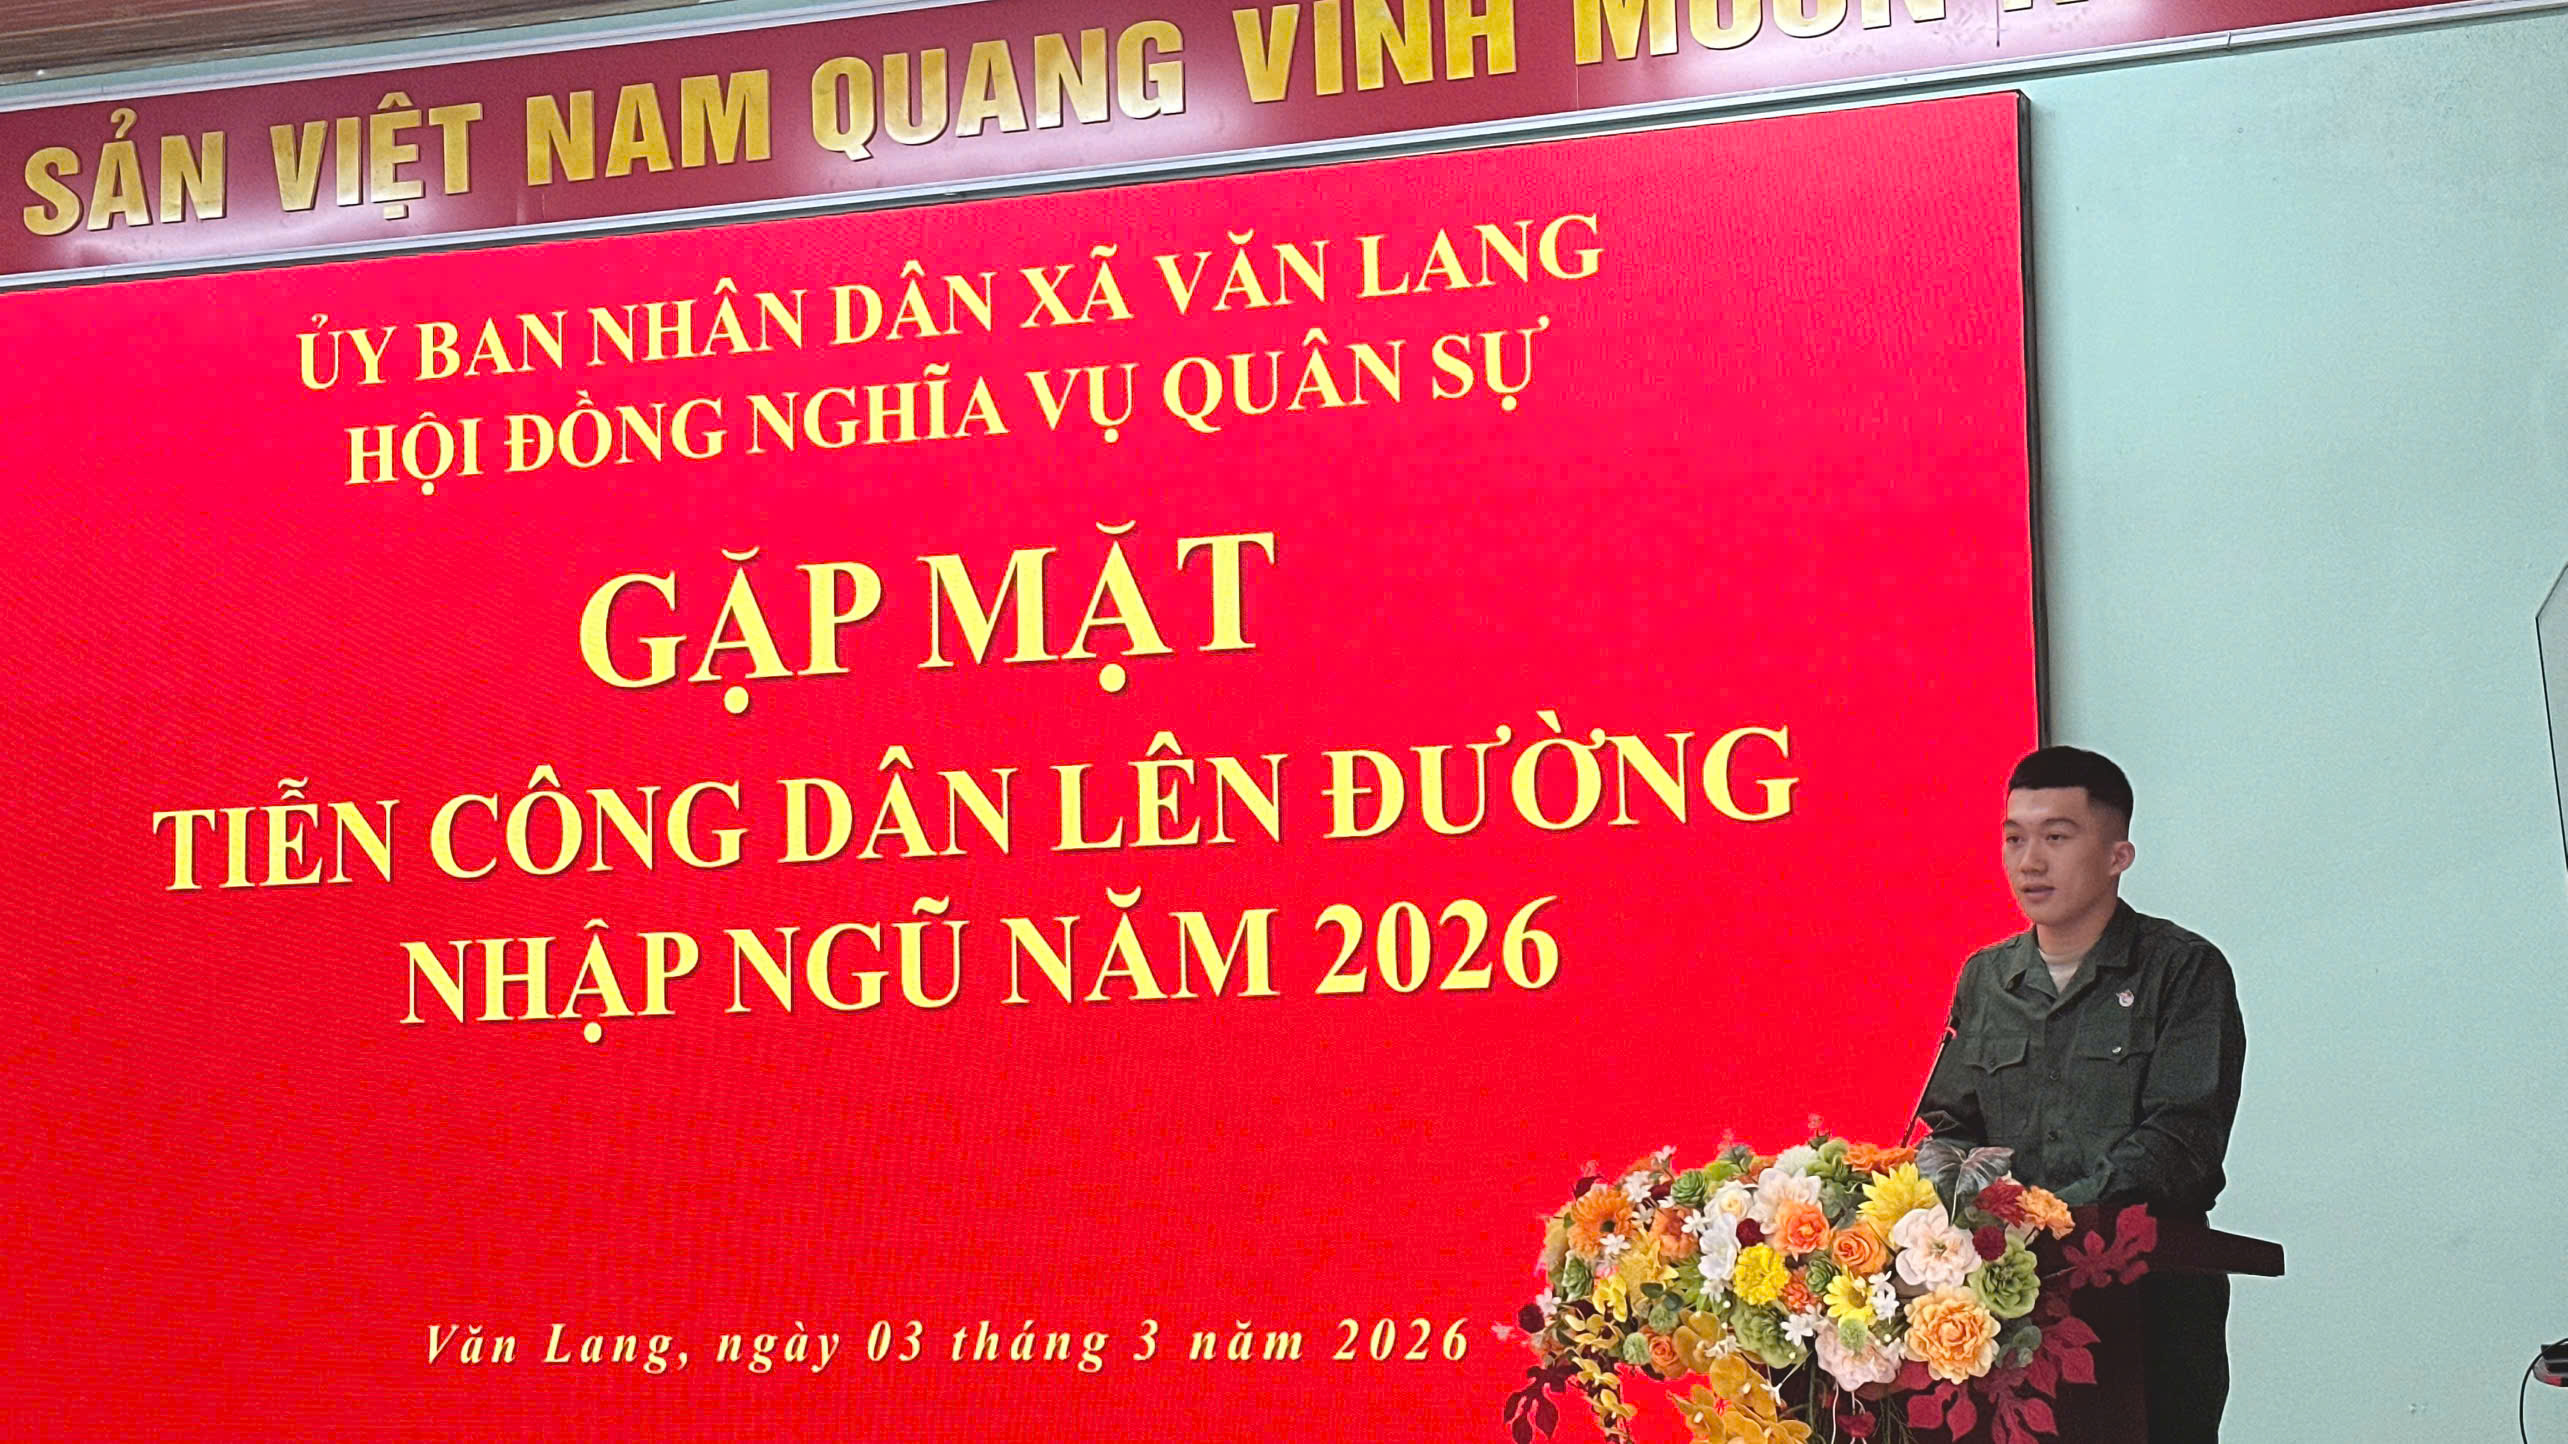 SẢN VIỆT NAM QUANG VINH MUÔN
ỦY BAN NHÂN DÂN XÃ VĂN LANG
HỘI ĐỒNG NGHĨA VỤ QUÂN SỰ
GẶP MẶT
TIỄN CÔNG DÂN LÊN ĐƯỜNG
NHẬP NGŨ NĂM 2026
Văn Lang, ngày 03 tháng 3 năm 2026